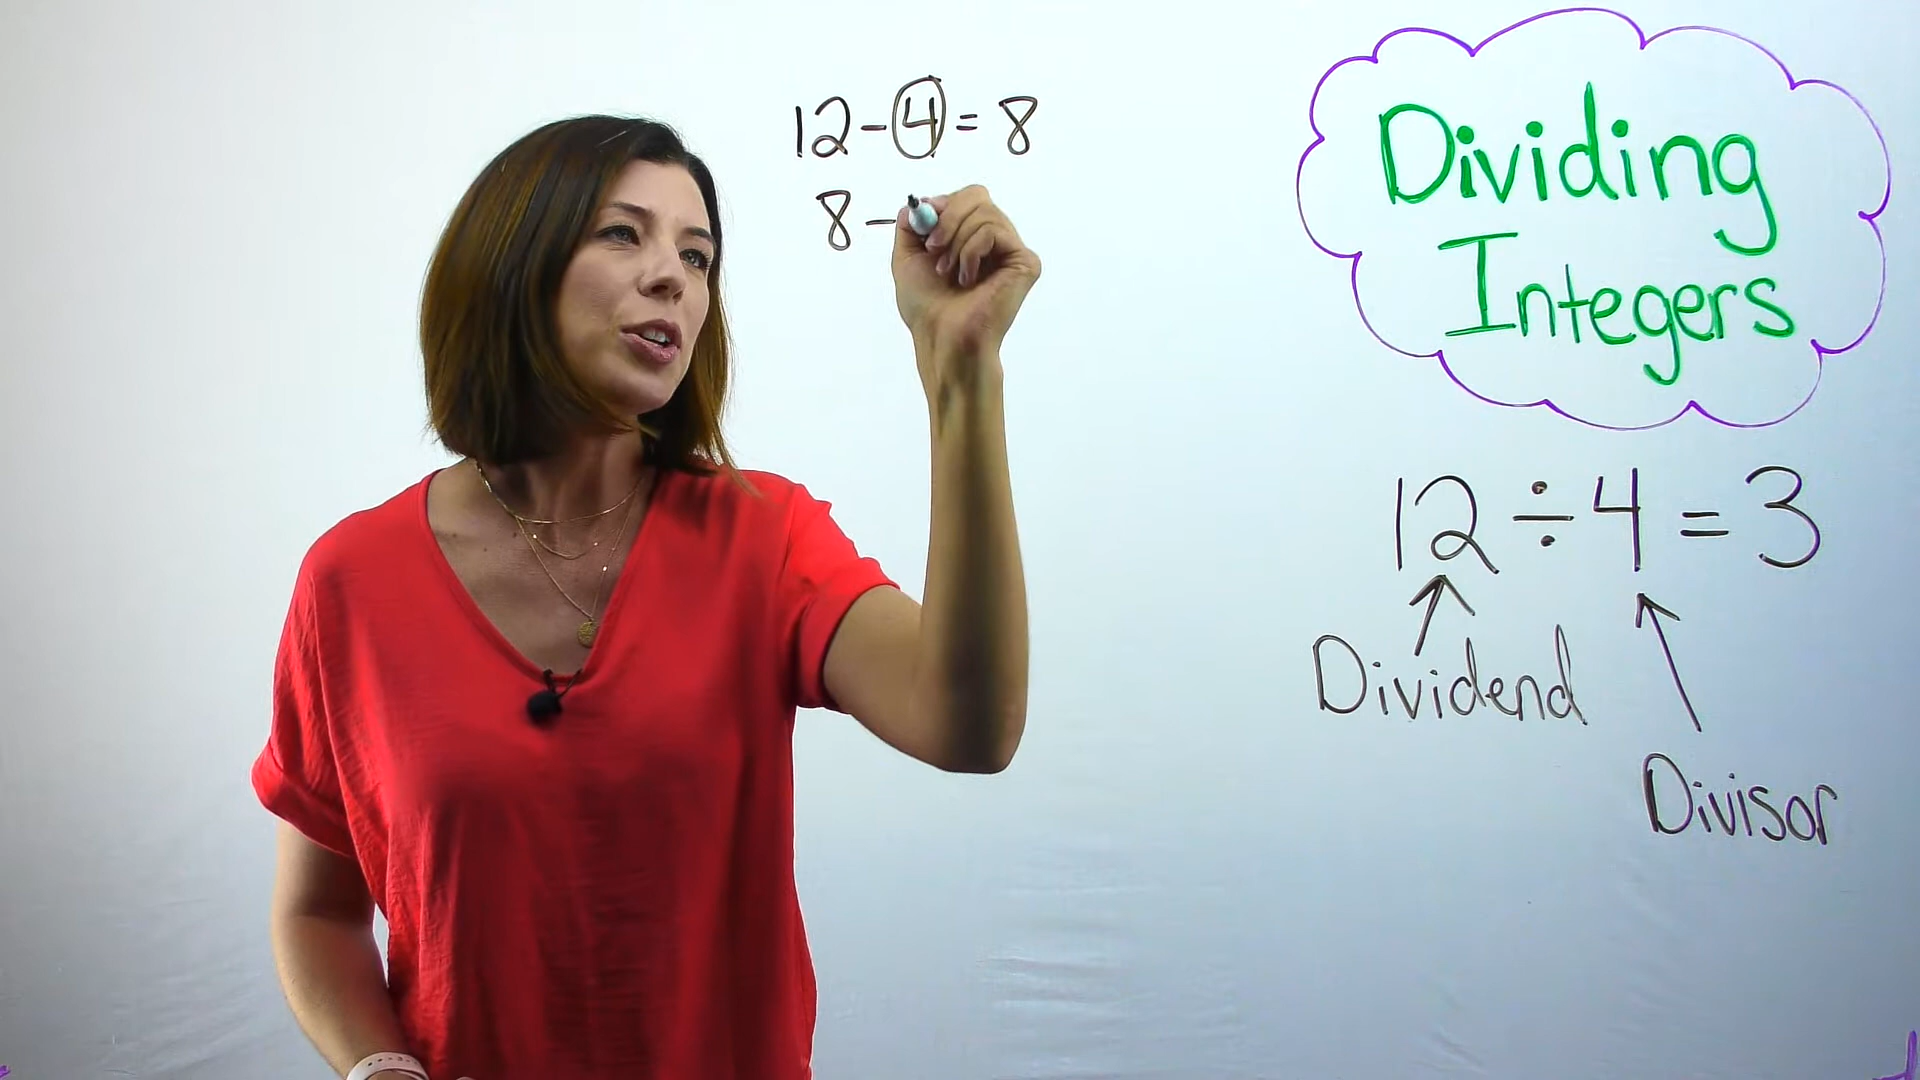 12 - 4 = 8
8 -
Dividing
Integers
12 ÷ 4 = 3
Dividend
Divisor